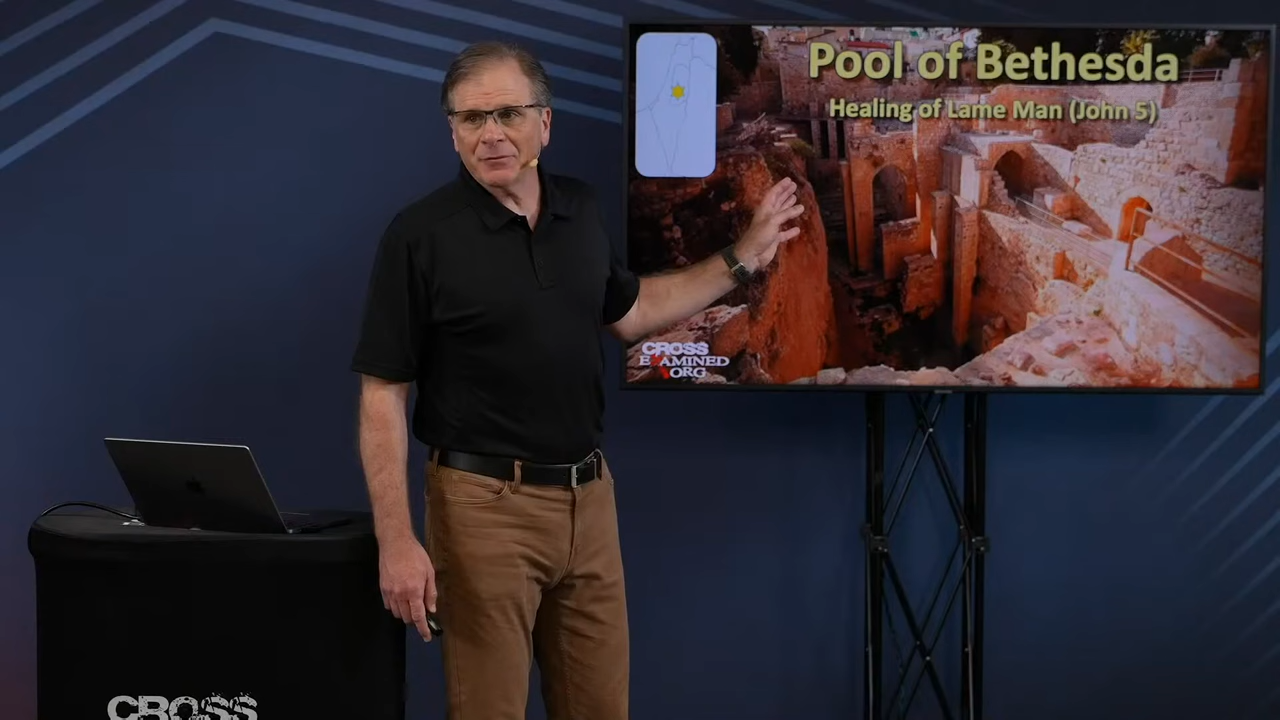 Pool of Bethesda
Healing of Lame Man (John 5)
CROSS
EXAMINED
ORG
CROSS